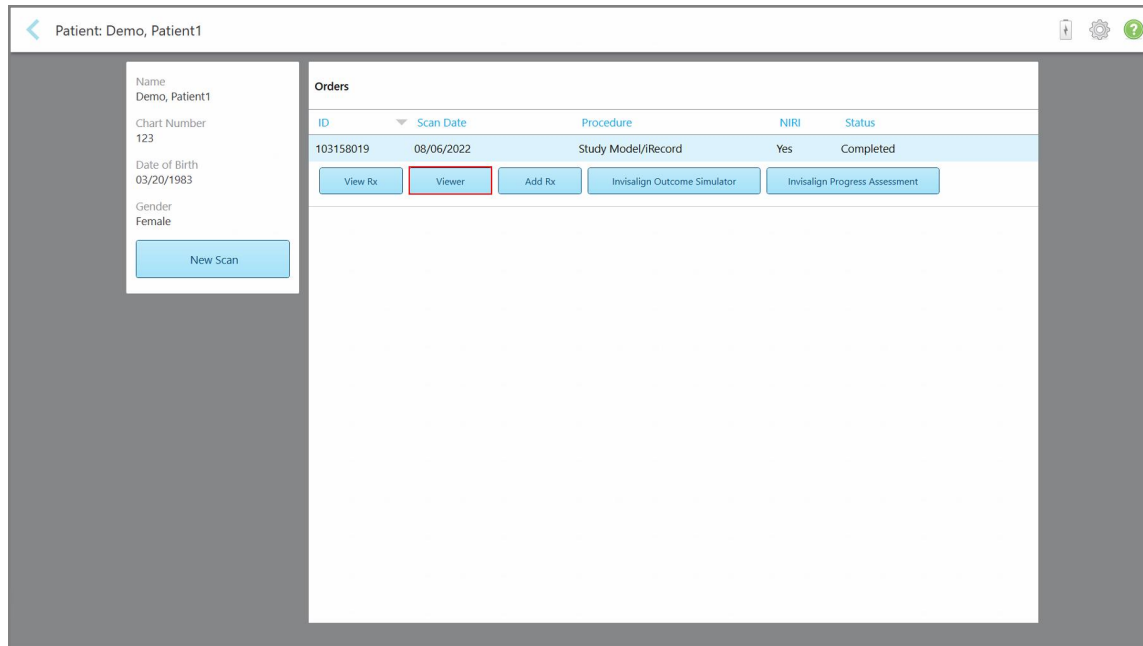 Patient: Demo, Patient1
?
Name
Demo, Patient1
Chart Number
123
Date of Birth
03/20/1983
Gender
Female
New Scan
Orders
ID Scan Date Procedure NIRI Status
103158019 08/06/2022 Study Model/iRecord Yes Completed
View Rx Viewer Add Rx Invisalign Outcome Simulator Invisalign Progress Assessment